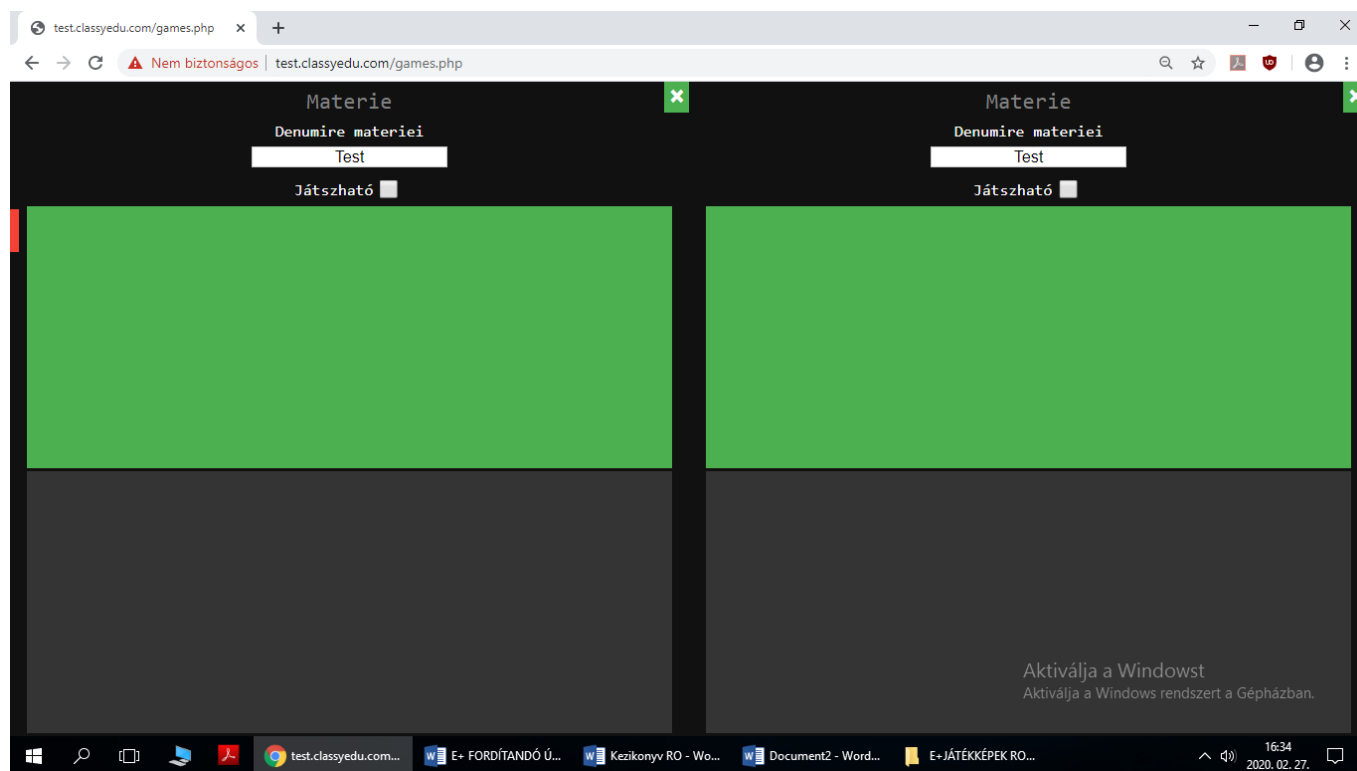 test.classyedu.com/games.php
Nem biztonságos | test.classyedu.com/games.php
Materie
Denumire materiei
Test
Játszható
Materie
Denumire materiei
Test
Játszható
Aktiválja a Windowst
Aktiválja a Windows rendszert a Gépházban.
test.classyedu.com...
E+ FORDÍTANDÓ Ú...
Kezikonyv RO - Wo...
Document2 - Word...
E+JÁTÉKKÉPEK RO...
16:34
2020. 02. 27.